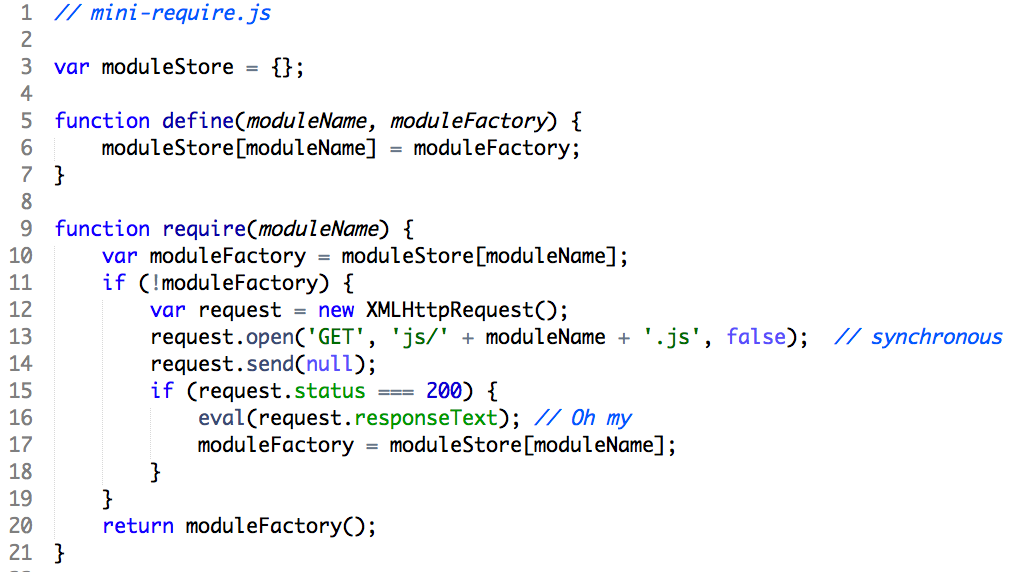 1 // mini-require.js
2
3 var moduleStore = {};
4
5 function define(moduleName, moduleFactory) {
6     moduleStore[moduleName] = moduleFactory;
7 }
8
9 function require(moduleName) {
10     var moduleFactory = moduleStore[moduleName];
11     if (!moduleFactory) {
12         var request = new XMLHttpRequest();
13         request.open('GET', 'js/' + moduleName + '.js', false);  // synchronous
14         request.send(null);
15         if (request.status === 200) {
16             eval(request.responseText); // Oh my
17             moduleFactory = moduleStore[moduleName];
18         }
19     }
20     return moduleFactory();
21 }